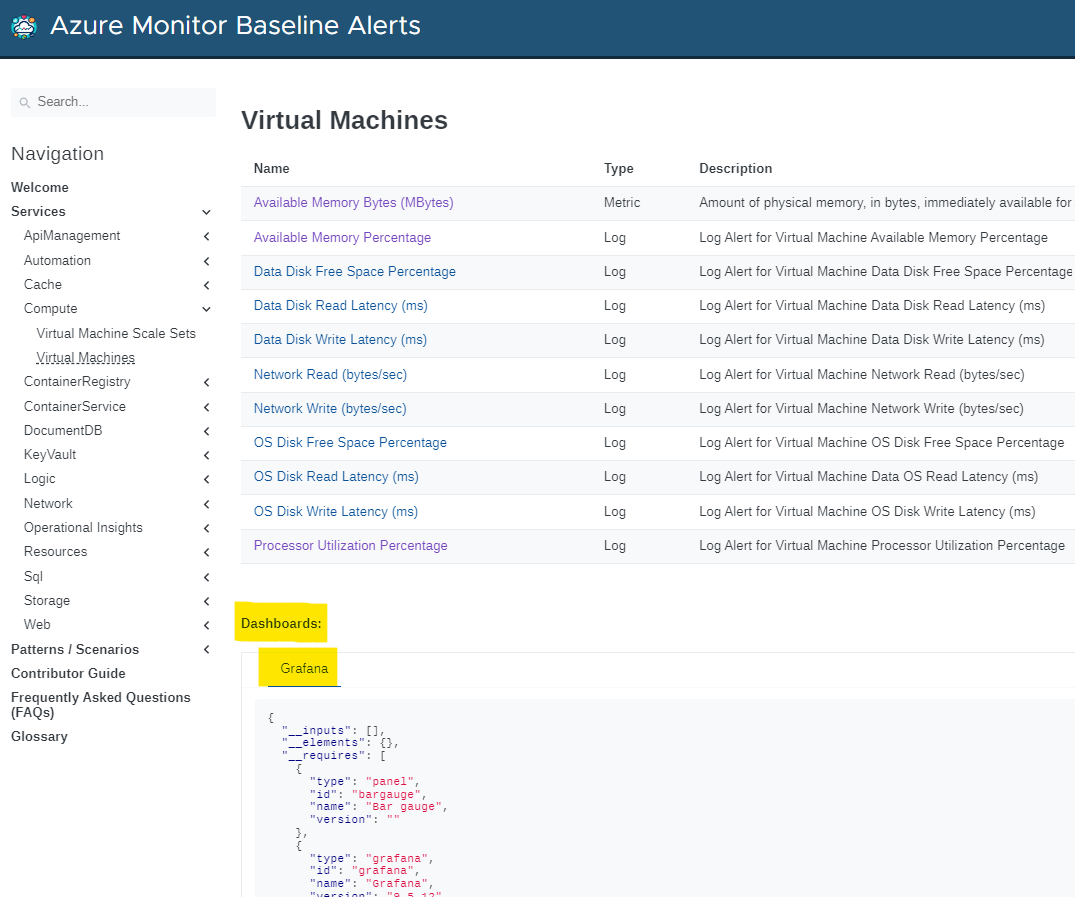 Azure Monitor Baseline Alerts
Search...
Navigation
Welcome
Services
ApiManagement
Automation
Cache
Compute
Virtual Machine Scale Sets
Virtual Machines
ContainerRegistry
ContainerService
DocumentDB
KeyVault
Logic
Network
Operational Insights
Resources
Sql
Storage
Web
Patterns / Scenarios
Contributor Guide
Frequently Asked Questions
(FAQs)
Glossary
Virtual Machines
Name Type Description
Available Memory Bytes (MBytes) Metric Amount of physical memory, in bytes, immediately available for
Available Memory Percentage Log Log Alert for Virtual Machine Available Memory Percentage
Data Disk Free Space Percentage Log Log Alert for Virtual Machine Data Disk Free Space Percentage
Data Disk Read Latency (ms) Log Log Alert for Virtual Machine Data Disk Read Latency (ms)
Data Disk Write Latency (ms) Log Log Alert for Virtual Machine Data Disk Write Latency (ms)
Network Read (bytes/sec) Log Log Alert for Virtual Machine Network Read (bytes/sec)
Network Write (bytes/sec) Log Log Alert for Virtual Machine Network Write (bytes/sec)
OS Disk Free Space Percentage Log Log Alert for Virtual Machine OS Disk Free Space Percentage
OS Disk Read Latency (ms) Log Log Alert for Virtual Machine Data OS Read Latency (ms)
OS Disk Write Latency (ms) Log Log Alert for Virtual Machine OS Disk Write Latency (ms)
Processor Utilization Percentage Log Log Alert for Virtual Machine Processor Utilization Percentage
Dashboards:
Grafana
{
"__inputs": [],
"__elements": {},
"__requires": [
{
"type": "panel",
"id": "bargauge",
"name": "Bar gauge",
"version": ""
},
{
"type": "grafana",
"id": "grafana",
"name": "Grafana",
"version": "9.5.12"